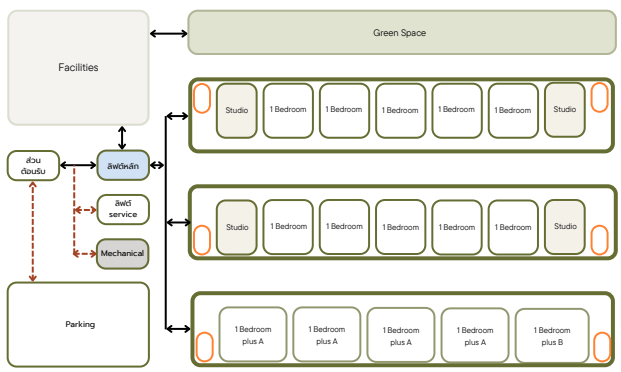 Green Space
Facilities
Studio
1 Bedroom
1 Bedroom
1 Bedroom
1 Bedroom
1 Bedroom
Studio
ส่วน
ต้อนรับ
ลิฟต์หลัก
ลิฟต์
service
Mechanical
Studio
1 Bedroom
1 Bedroom
1 Bedroom
1 Bedroom
1 Bedroom
Studio
Parking
1 Bedroom
plus A
1 Bedroom
plus A
1 Bedroom
plus A
1 Bedroom
plus A
1 Bedroom
plus B